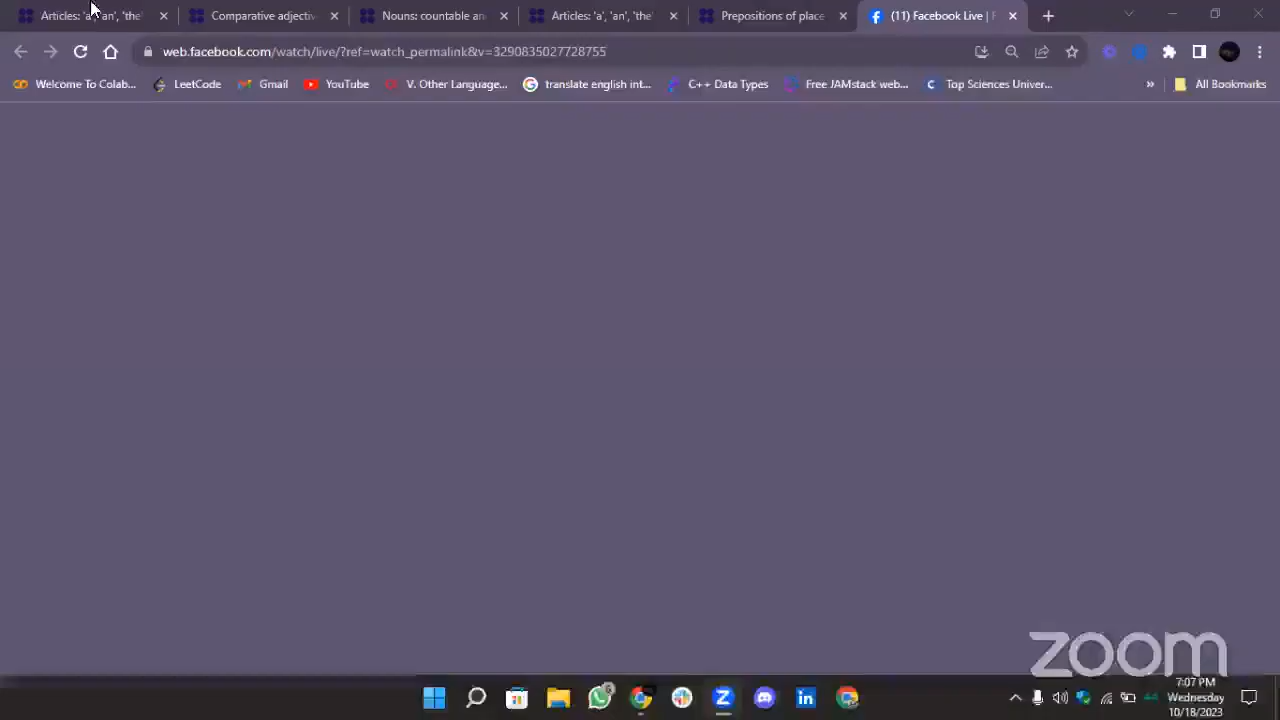 Articles: 'a', 'an', 'the'
Comparative adjectiv
Nouns: countable an
Articles: 'a', 'an', 'the'
Prepositions of place
(11) Facebook Live | F
web.facebook.com/watch/live/?ref=watch_permalink&v=3290835027728755
Welcome To Colab...
LeetCode
Gmail
YouTube
V. Other Language...
translate english int...
C++ Data Types
Free JAMstack web...
Top Sciences Univer...
»
All Bookmarks
zoom
7:07 PM
Wednesday
10/18/2023